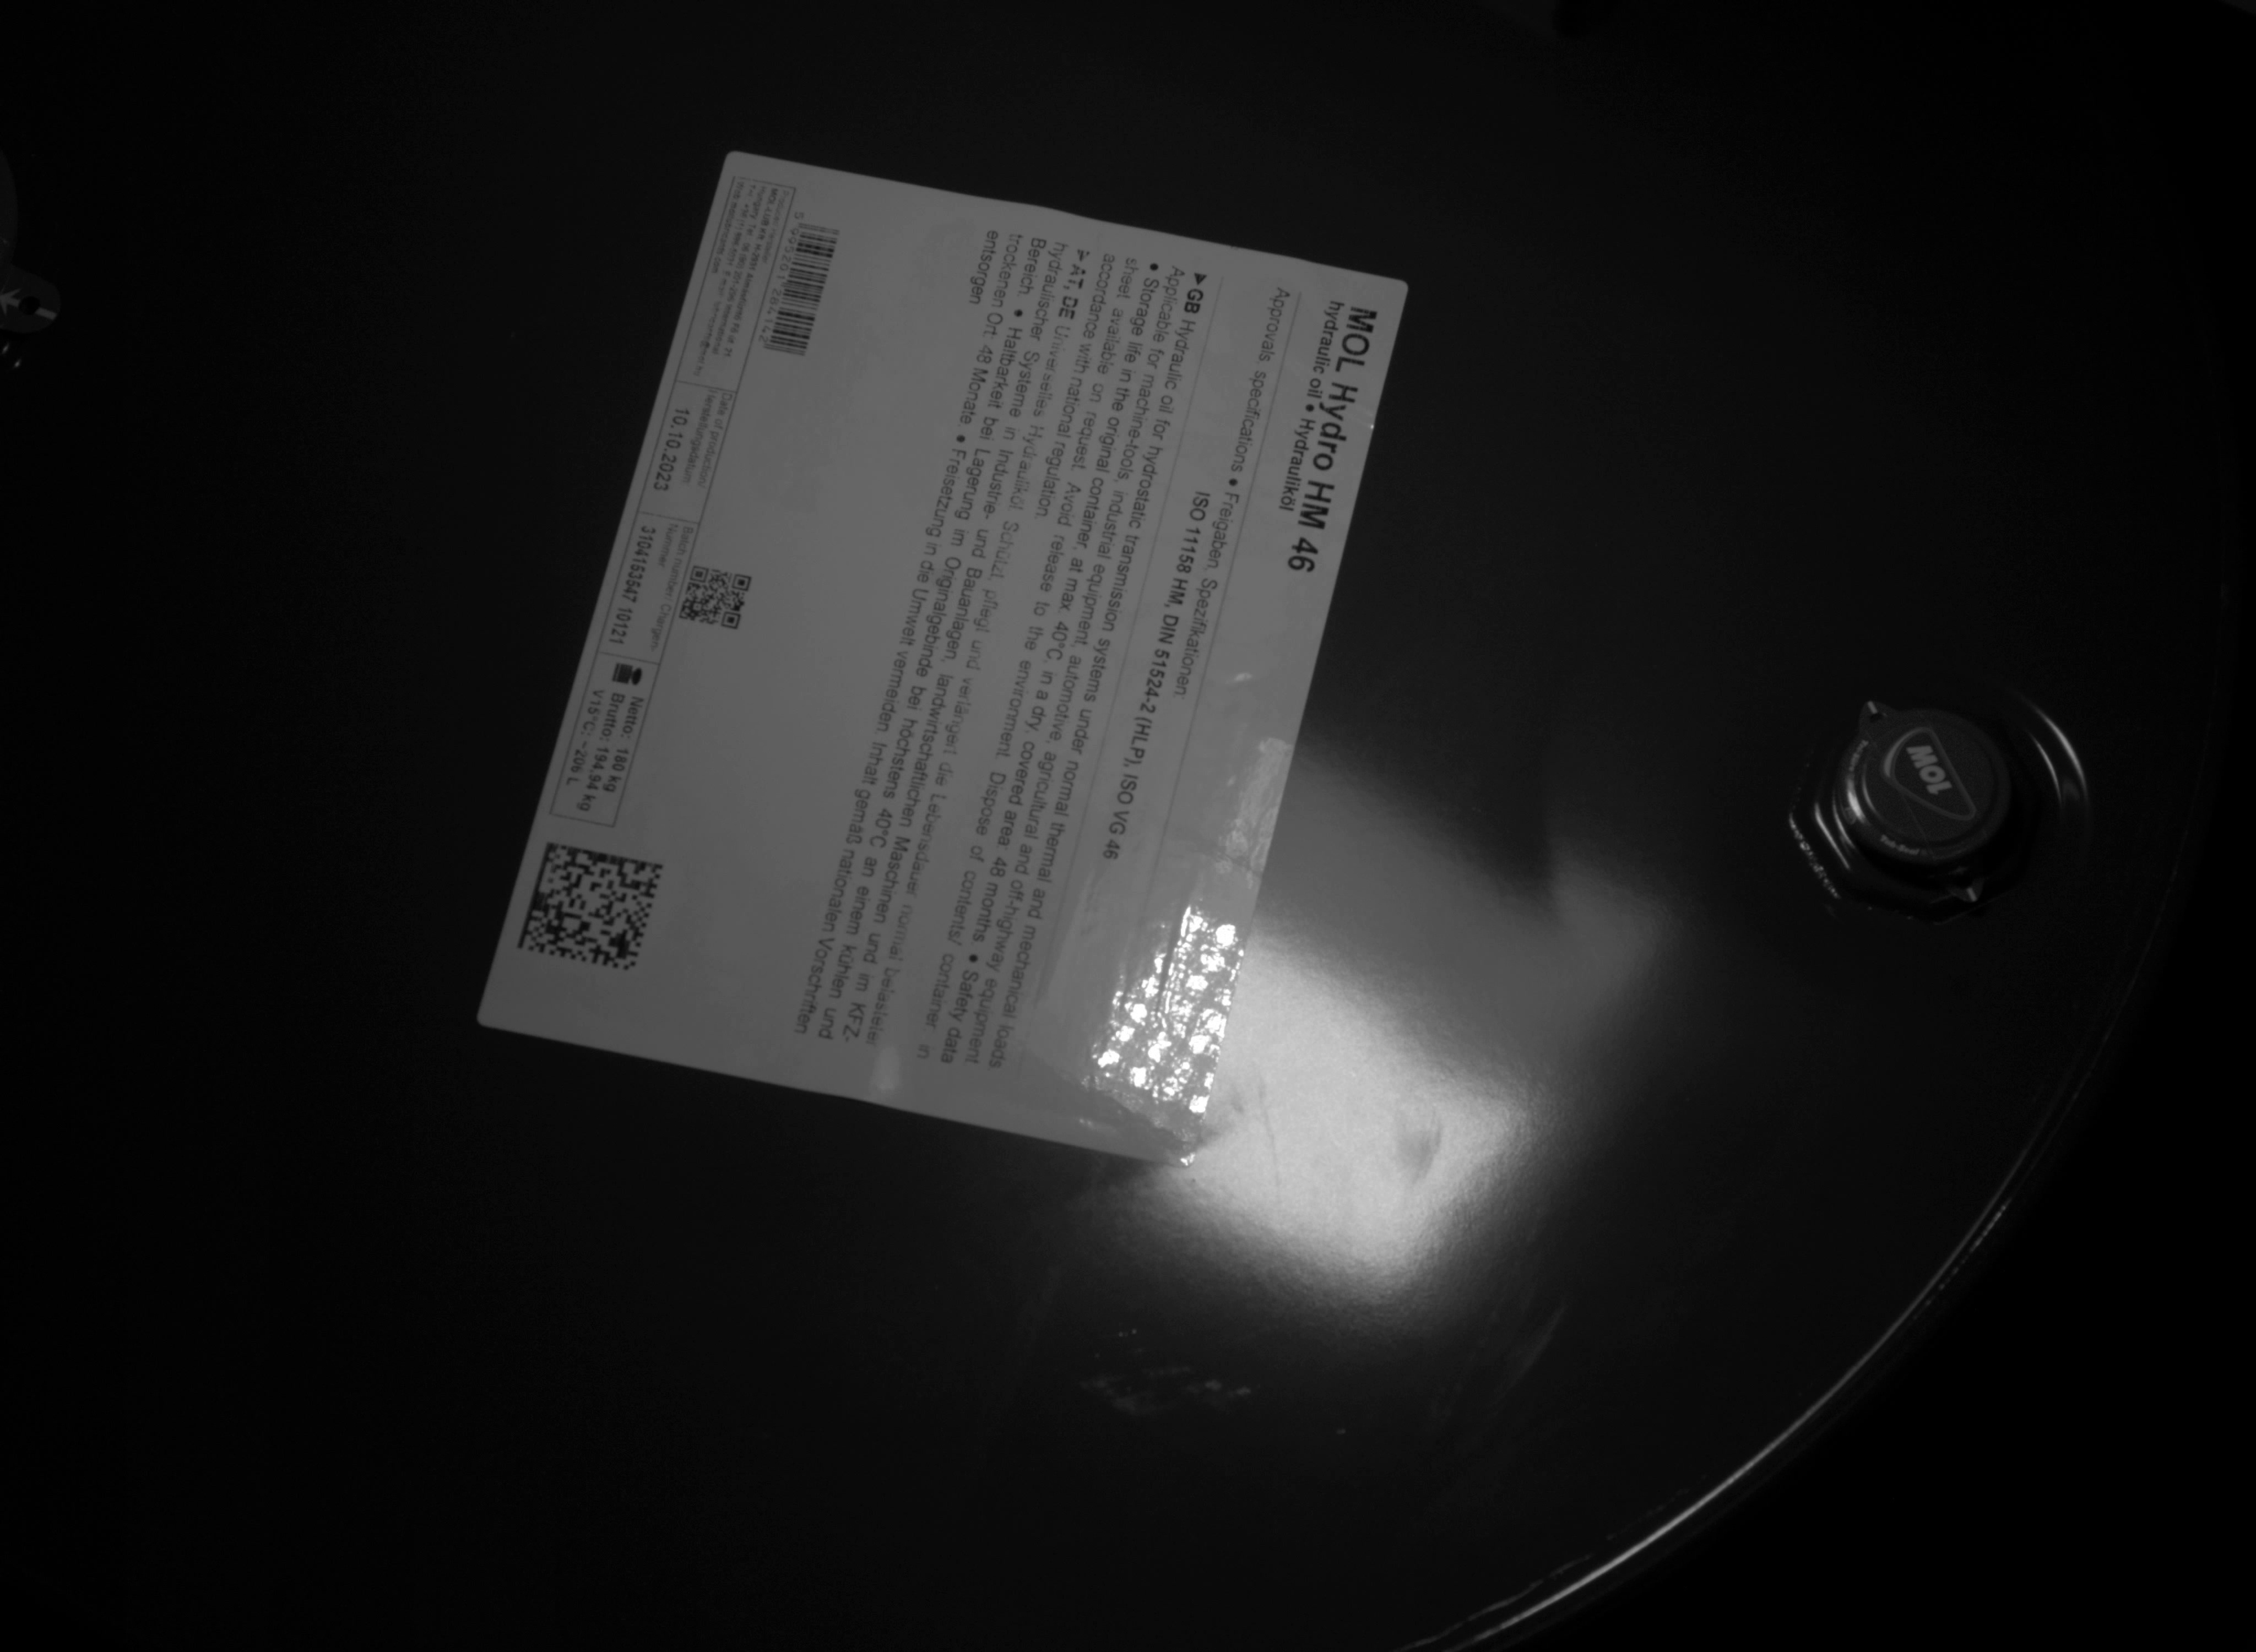 MOL Hydro HM 46
hydraulic oil • Hydrauliköl
Approvals, specifications • Freigaben, Spezifikationen:
ISO 11158 HM, DIN 51524-2 (HLP), ISO VG 46
►GB Hydraulic oil for hydrostatic transmission systems under normal thermal and mechanical loads.
Applicable for machine-tools, industrial equipment, automotive, agricultural and off-highway equipment.
• Storage life in the original container, at max. 40°C, in a dry, covered area: 48 months. • Safety data
sheet available on request. Avoid release to the environment. Dispose of contents/ container in
accordance with national regulation.
AT, DE Universelles Hydrauliköl. Schützt, pflegt und verlängert die Lebensdauer normal belasteter
hydraulischer Systeme in Industrie- und Bauanlagen, landwirtschaftlichen Maschinen und im KFZ-
Bereich. • Haltbarkeit bei Lagerung im Originalgebinde bei höchstens 40°C an einem kühlen und
trockenen Ort: 48 Monate. • Freisetzung in die Umwelt vermeiden. Inhalt gemäß nationalen Vorschriften
entsorgen.
Date of production/
Herstellungsdatum:
10.10.2023
Batch number/ Chargen-
Nummer
3104153547 10121
Netto: 180 kg
Brutto: 194,94 kg
V15°C: ~206 L
MOL